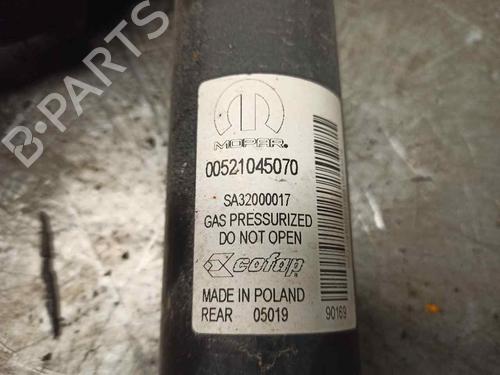 B-PARTS
MOPAR®
00521045070
SA32000017
GAS PRESSURIZED
DO NOT OPEN
cofap
MADE IN POLAND
REAR 05019
90169